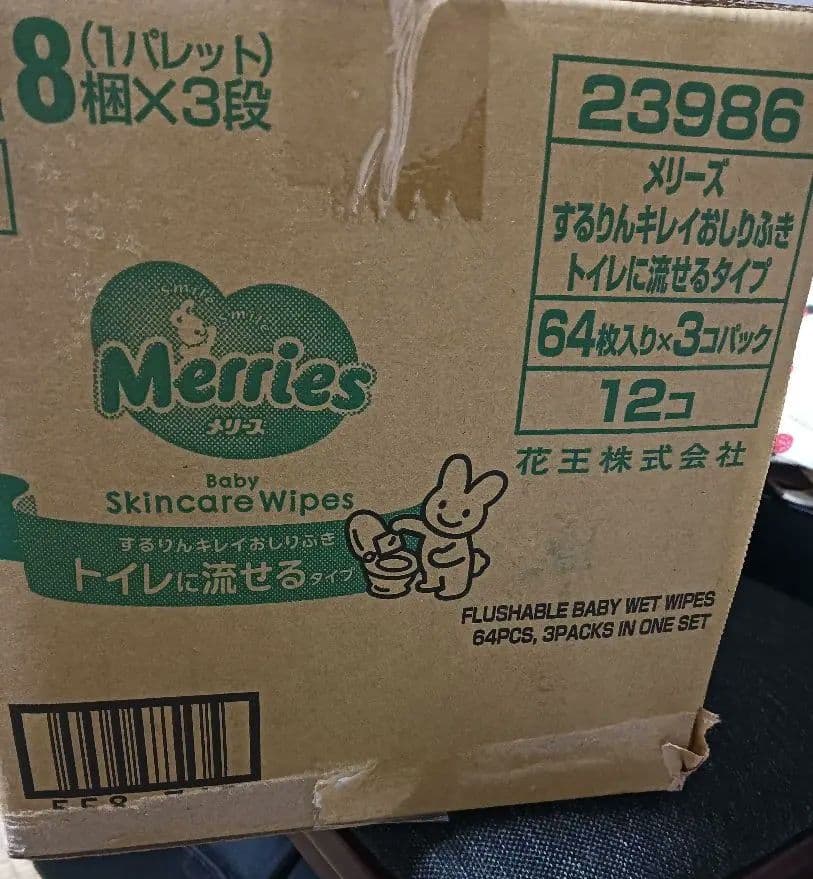 8(1パレット)
梱×3段
23986
メリーズ
するりんキレイおしりふき
トイレに流せるタイプ
64枚入り×3コパック
12コ
花王株式会社
smile smile
Merries
メリーズ
Baby
Skincare Wipes
するりんキレイおしりふき
トイレに流せるタイプ
FLUSHABLE BABY WET WIPES
64PCS, 3PACKS IN ONE SET